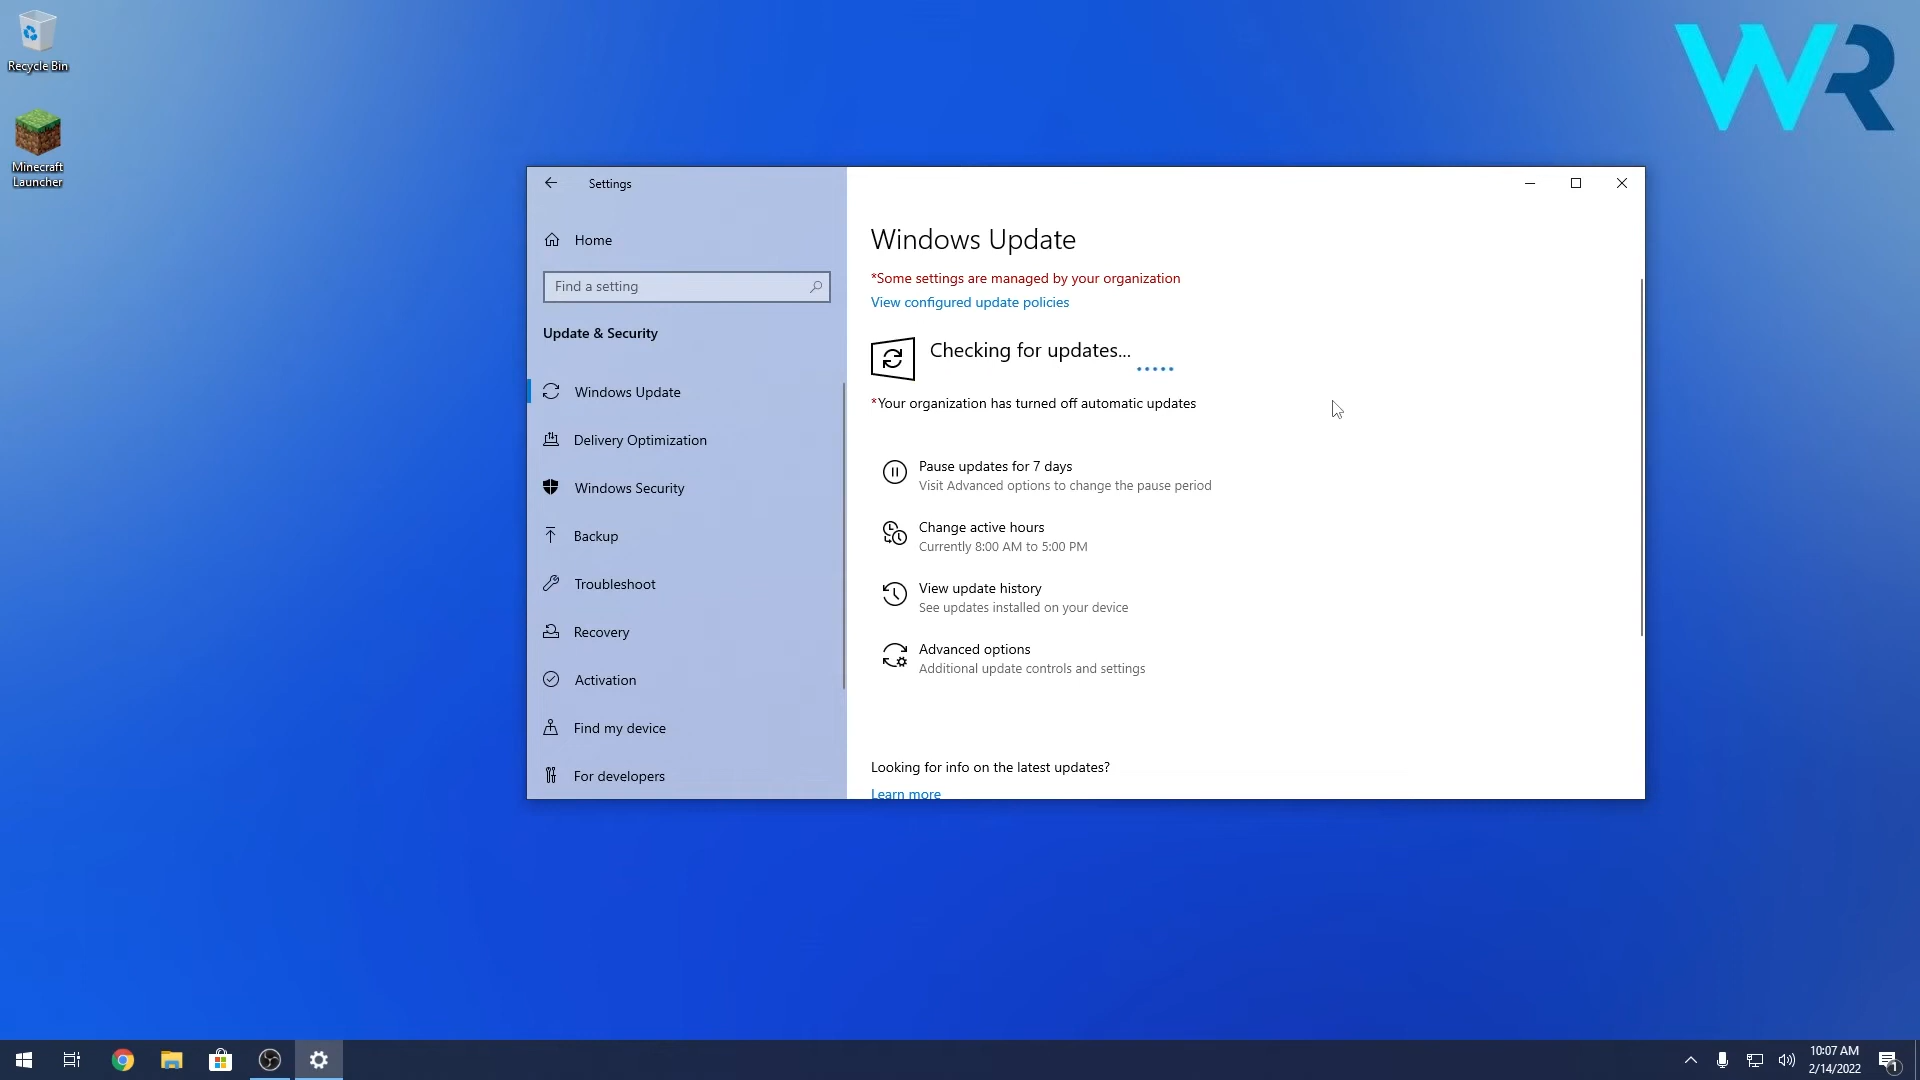 Recycle Bin
Minecraft
Launcher
WR
Settings
Home
Find a setting
Update & Security
Windows Update
Delivery Optimization
Windows Security
Backup
Troubleshoot
Recovery
Activation
Find my device
For developers
Windows Update
*Some settings are managed by your organization
View configured update policies
Checking for updates...
*Your organization has turned off automatic updates
Pause updates for 7 days
Visit Advanced options to change the pause period
Change active hours
Currently 8:00 AM to 5:00 PM
View update history
See updates installed on your device
Advanced options
Additional update controls and settings
Looking for info on the latest updates?
Learn more
10:07 AM
2/14/2022
1